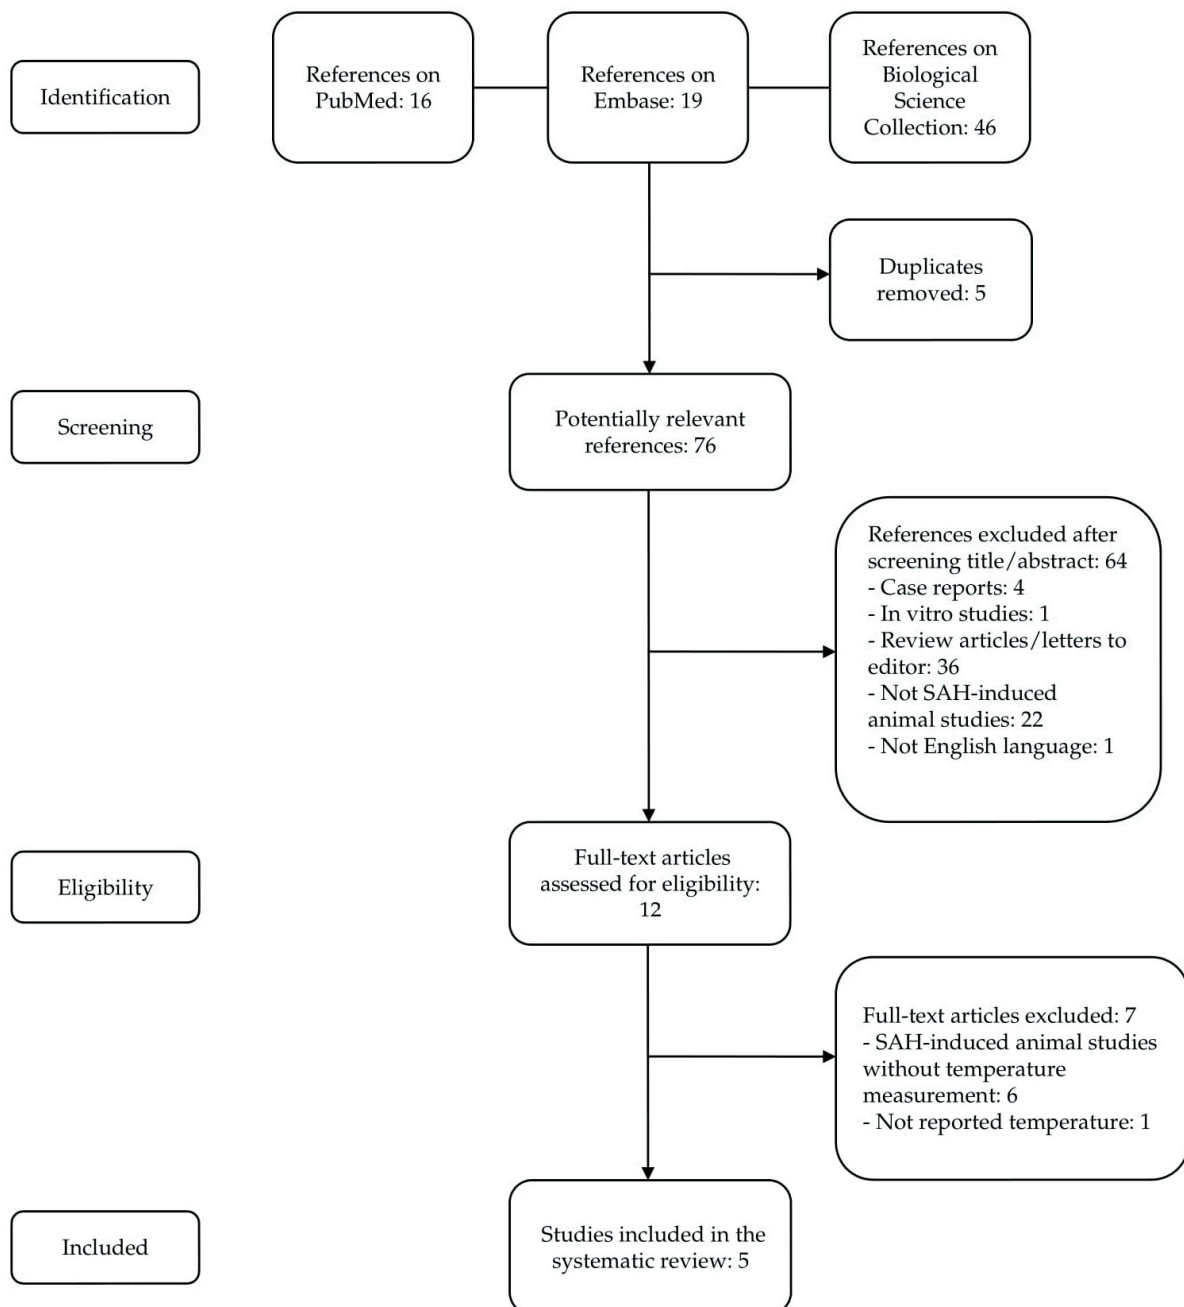 Identification
References on
PubMed: 16
References on
Embase: 19
References on
Biological
Science
Collection: 46
Duplicates
removed: 5
Screening
Potentially relevant
references: 76
References excluded after
screening title/abstract: 64
- Case reports: 4
- In vitro studies: 1
- Review articles/letters to
editor: 36
- Not SAH-induced
animal studies: 22
- Not English language: 1
Eligibility
Full-text articles
assessed for eligibility:
12
Full-text articles excluded: 7
- SAH-induced animal studies
without temperature
measurement: 6
- Not reported temperature: 1
Included
Studies included in the
systematic review: 5